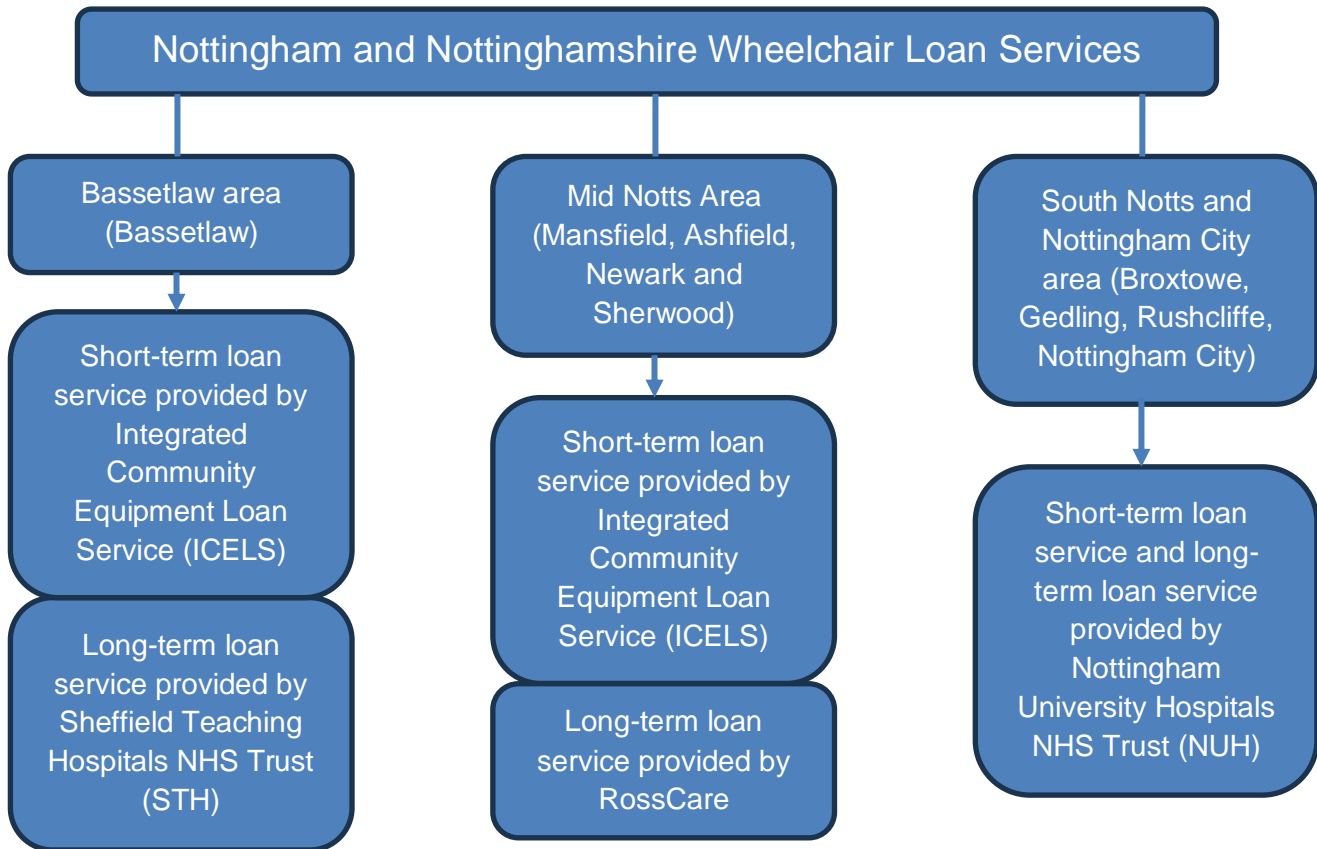 Nottingham and Nottinghamshire Wheelchair Loan Services
Bassetlaw area
(Bassetlaw)
Short-term loan
service provided by
Integrated
Community
Equipment Loan
Service (ICELS)
Long-term loan
service provided by
Sheffield Teaching
Hospitals NHS Trust
(STH)
Mid Notts Area
(Mansfield, Ashfield,
Newark and
Sherwood)
Short-term loan
service provided by
Integrated
Community
Equipment Loan
Service (ICELS)
Long-term loan
service provided by
RossCare
South Notts and
Nottingham City
area (Broxtowe,
Gedling, Rushcliffe,
Nottingham City)
Short-term loan
service and long-
term loan service
provided by
Nottingham
University Hospitals
NHS Trust (NUH)